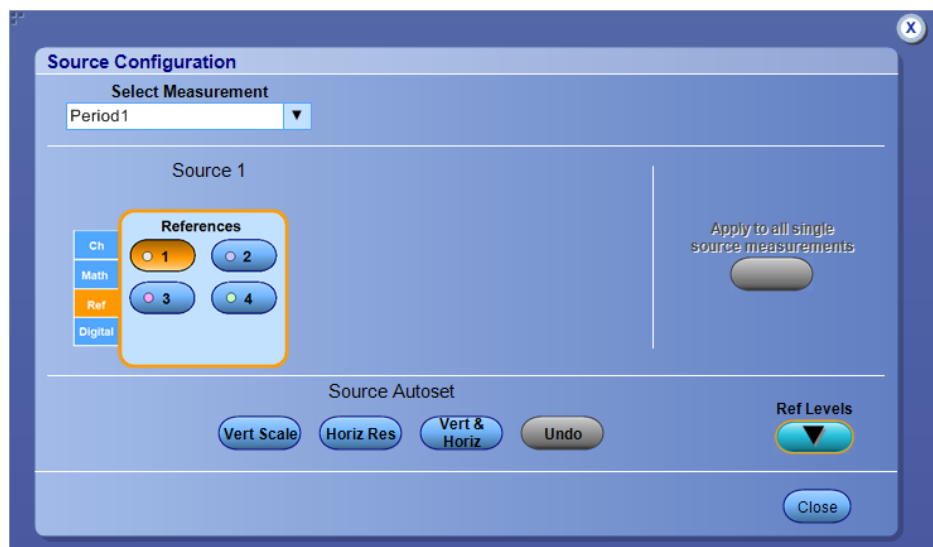 X
Source Configuration
Select Measurement
Period1
Source 1
References
Ch
Math
Ref
Digital
1
2
3
4
Apply to all single
source measurements
Source Autoset
Vert Scale
Horiz Res
Vert &
Horiz
Undo
Ref Levels
Close